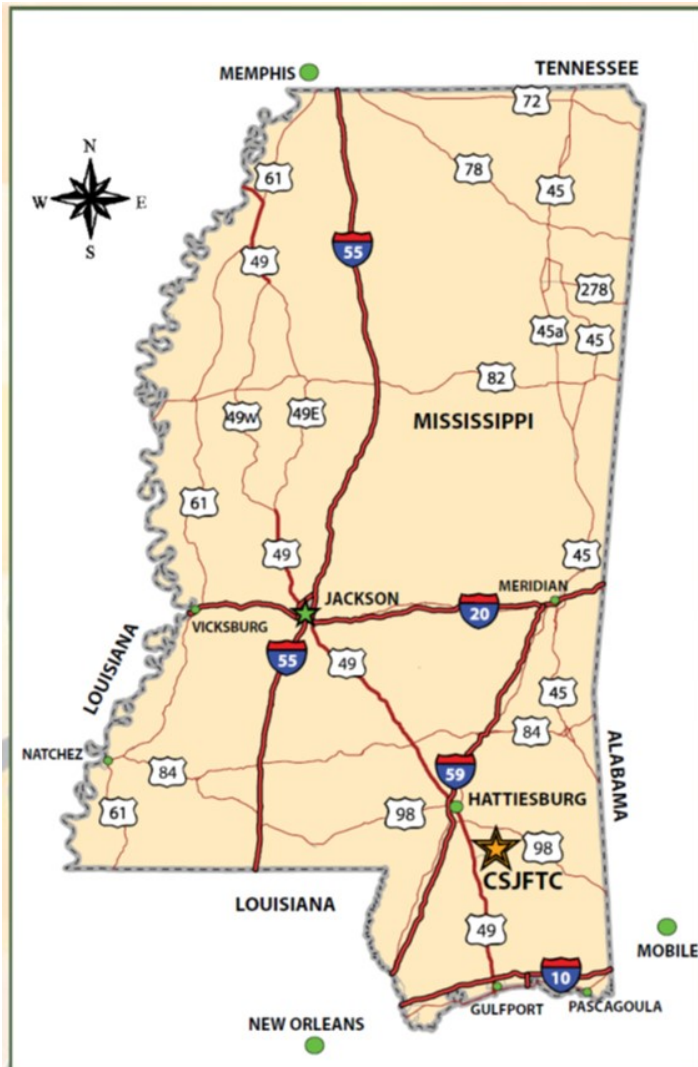 MEMPHIS
TENNESSEE
72
N
61
78
W
E
45
S
49
55
278
45a
45
82
49W
49E
MISSISSIPPI
61
49
45
MERIDIAN
JACKSON
20
VICKSBURG
LOUISIANA
55
49
45
84
NATCHEZ
84
59
ALABAMA
61
98
HATTIESBURG
98
CSJFTC
LOUISIANA
49
MOBILE
10
GULFPORT
PASCAGOULA
NEW ORLEANS